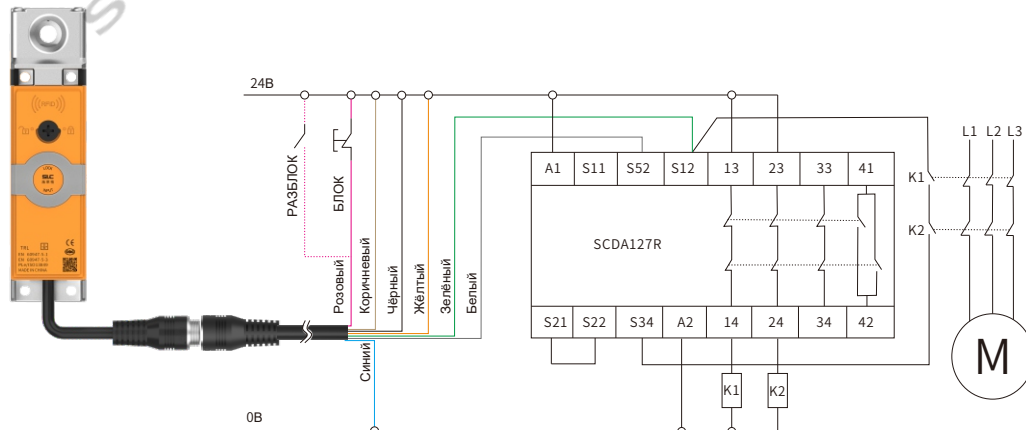 S
24В
0В
РАЗБЛОК
БЛОК
Розовый
Коричневый
Чёрный
Жёлтый
Зелёный
Белый
Синий
A1 S11 S52 S12 13 23 33 41
SCDA127R
S21 S22 S34 A2 14 24 34 42
K1
K2
K1 K2
L1 L2 L3
M